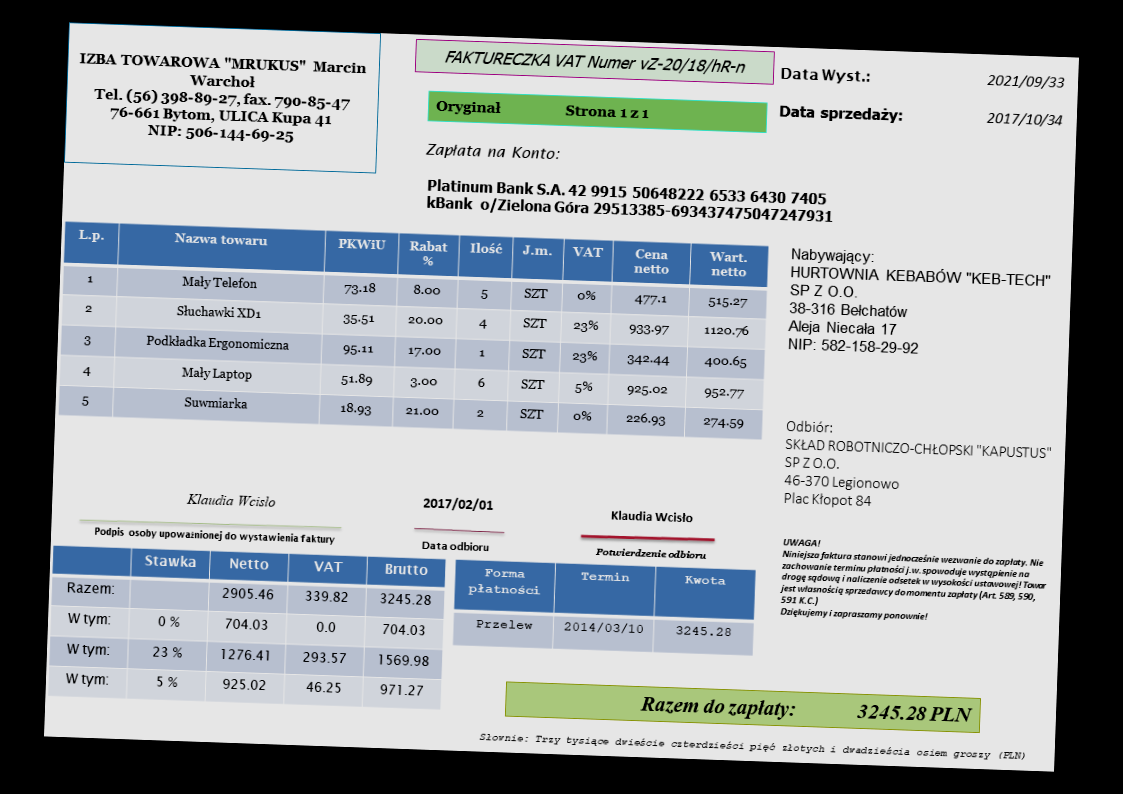 IZBA TOWAROWA "MRUKUS" Marcin
Warchoł
Tel. (56) 398-89-27, fax. 790-85-47
76-661 Bytom, ULICA Kupa 41
NIP: 506-144-69-25
FAKTURECZKA VAT Numer vZ-20/18/hR-n
Oryginał Strona 1 z 1
Data Wyst.: 2021/09/33
Data sprzedaży: 2017/10/34
Zapłata na Konto:
Platinum Bank S.A. 42 9915 50648222 6533 6430 7405
kBank o/Zielona Góra 29513385-693437475047247931
L.p. Nazwa towaru PKWiU Rabat % Ilość J.m. VAT Cena netto Wart. netto
1 Mały Telefon 73.18 8.00 5 SZT 0% 477.1 515.27
2 Słuchawki XD1 35.51 20.00 4 SZT 23% 933.97 1120.76
3 Podkładka Ergonomiczna 95.11 17.00 1 SZT 23% 342.44 400.65
4 Mały Laptop 51.89 3.00 6 SZT 5% 925.02 952.77
5 Suwmiarka 18.93 21.00 2 SZT 0% 226.93 274.59
Nabywający:
HURTOWNIA KEBABÓW "KEB-TECH"
SP Z O.O.
38-316 Bełchatów
Aleja Niecała 17
NIP: 582-158-29-92
Odbiór:
SKŁAD ROBOTNICZO-CHŁOPSKI "KAPUSTUS"
SP Z O.O.
46-370 Legionowo
Plac Kłopot 84
Klaudia Wcisło
Podpis osoby upoważnionej do wystawienia faktury
2017/02/01
Data odbioru
Klaudia Wcisło
Potwierdzenie odbioru
UWAGA!
Niniejsza faktura stanowi jednocześnie wezwanie do zapłaty. Nie
zachowanie terminu płatności j.w. spowoduje wystąpienie na
drogę sądową i naliczenie odsetek w wysokości ustawowej! Towar
jest własnością sprzedawcy do momentu zapłaty (Art. 589, 590,
591 K.C.)
Dziękujemy i zapraszamy ponownie!
Stawka Netto VAT Brutto
Razem: 2905.46 339.82 3245.28
W tym: 0 % 704.03 0.0 704.03
W tym: 23 % 1276.41 293.57 1569.98
W tym: 5 % 925.02 46.25 971.27
Forma płatności Termin Kwota
Przelew 2014/03/10 3245.28
Razem do zapłaty: 3245.28 PLN
Słownie: Trzy tysiące dwieście czterdzieści pięć złotych i dwadzieścia osiem groszy (PLN)